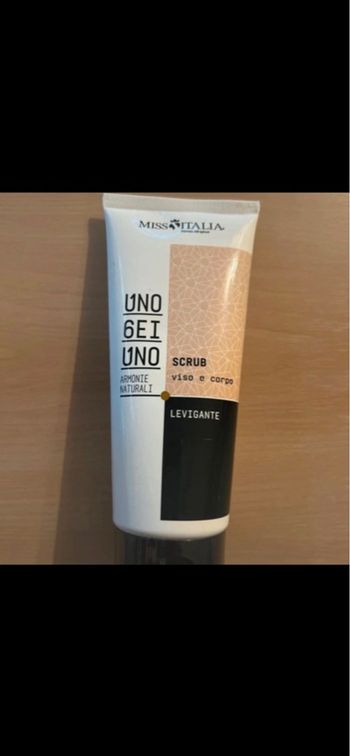 MISS ITALIA
UNO
6EI
UNO
ARMONIE
NATURALI
SCRUB
viso e corpo
LEVIGANTE